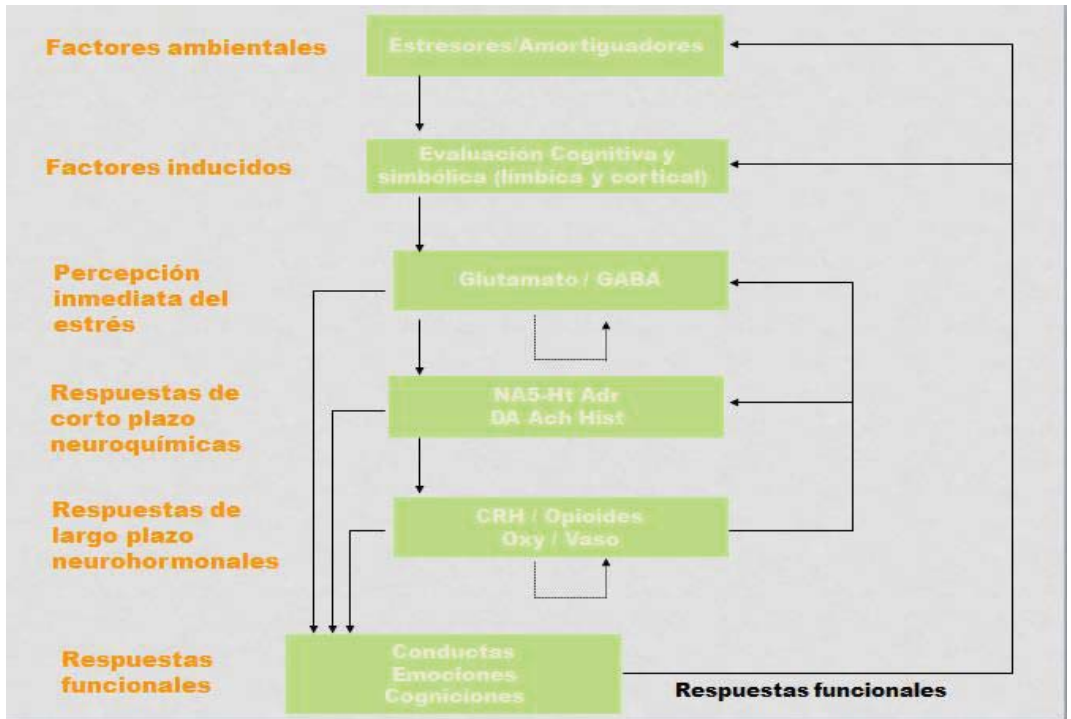 Factores ambientales
Estresores/Amortiguadores
Factores inducidos
Evaluación Cognitiva y
simbólica (límbica y cortical)
Percepción
inmediata del
estrés
Glutamato / GABA
Respuestas de
corto plazo
neuroquímicas
NA5-Ht Adr
DA Ach Hist
Respuestas de
largo plazo
neurohormonales
CRH / Opioides
Oxy / Vaso
Respuestas
funcionales
Conductas
Emociones
Cogniciones
Respuestas funcionales